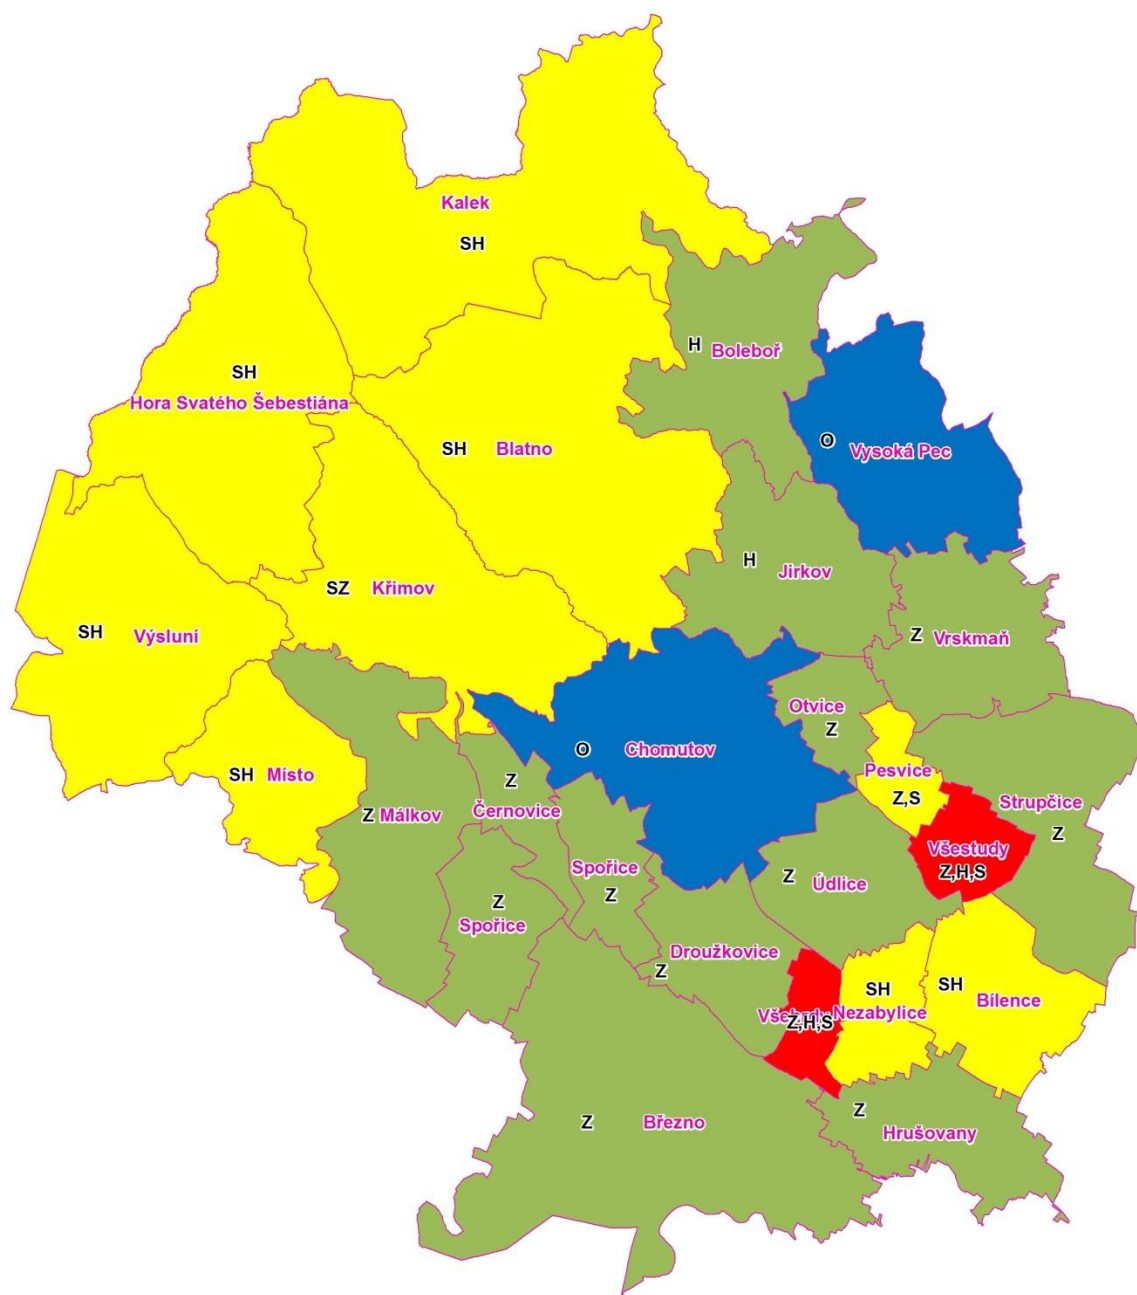 Kalek
SH
H
Boleboř
SH
Hora Svatého Šebestiána
O
Vysoká Pec
SH
Blatno
H
Jirkov
SZ
Křimov
SH
Výsluní
Z
Vrskmaň
Otvice
Z
O
Chomutov
SH
Místo
Pesvice
Z,S
Z
Černovice
Strupčice
Z
Z
Málkov
Všestudy
Z,H,S
Spořice
Z
Z
Údlice
Z
Spořice
Droužkovice
Z
SH
Nezabylice
SH
Bílence
Z,H,S
Z
Březno
Z
Hrušovany